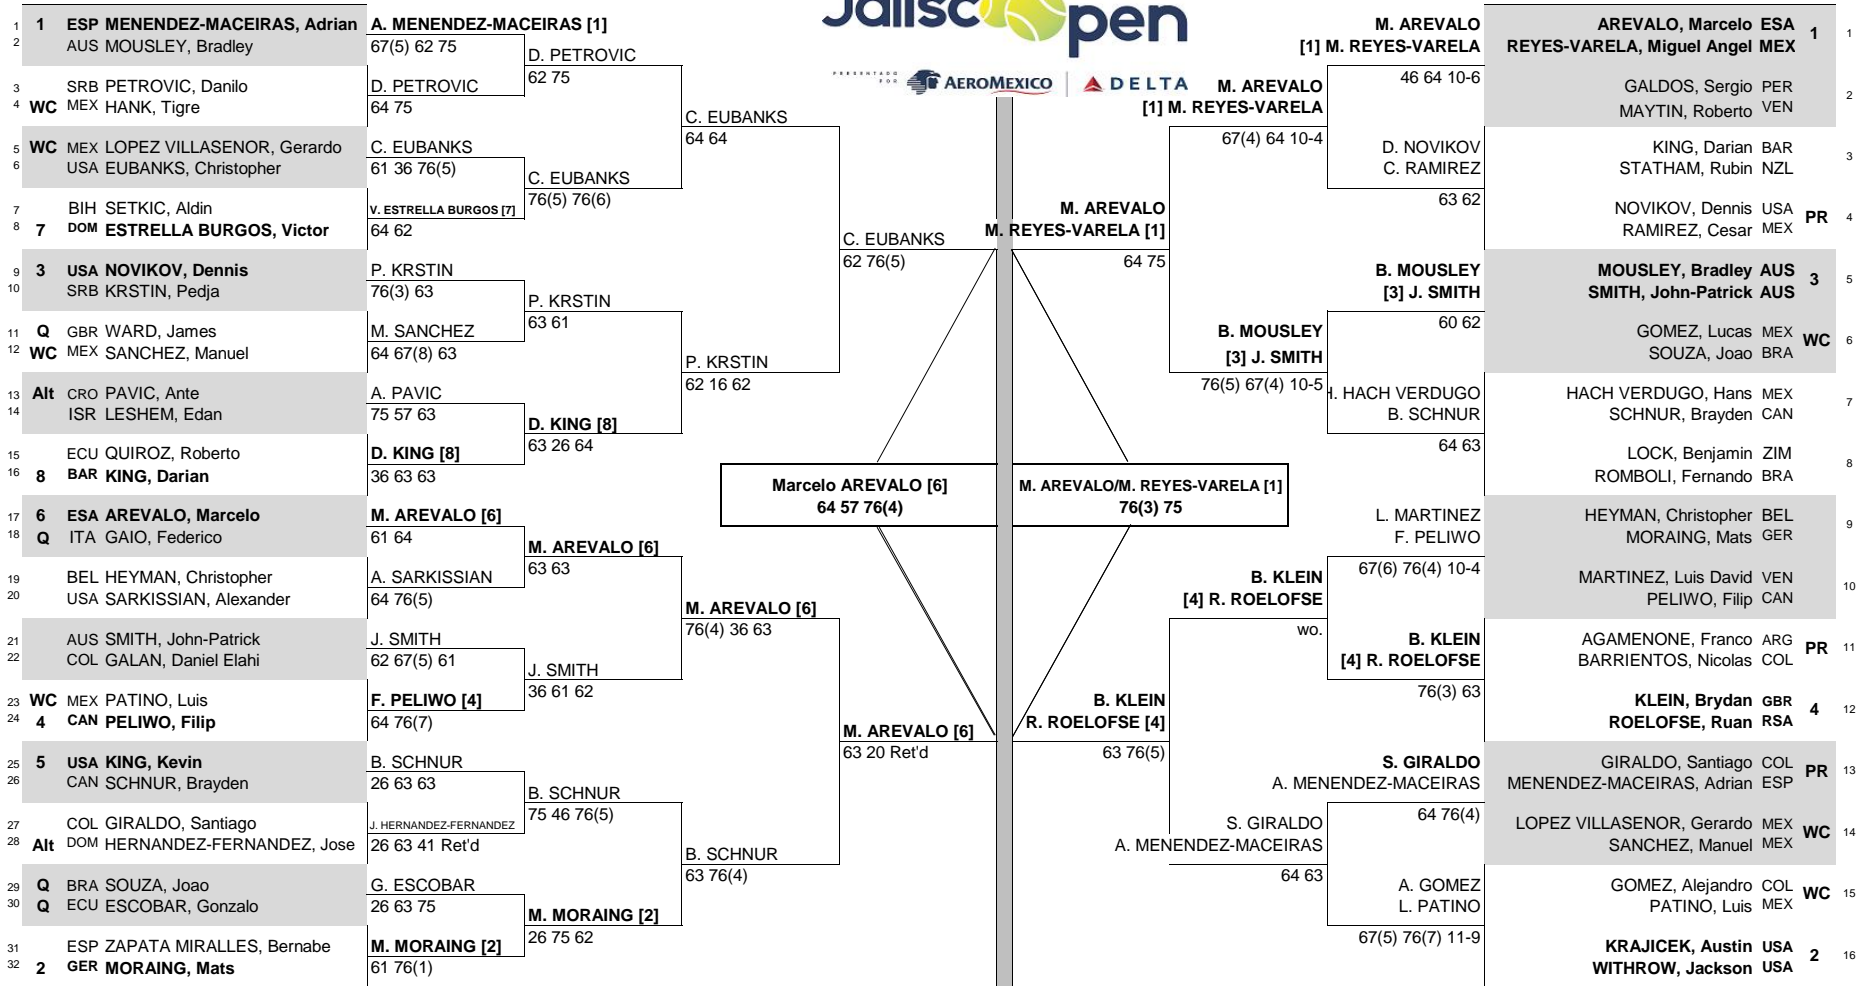 Jalisco Open
PRESENTADO POR AEROMEXICO DELTA
1 1 ESP MENENDEZ-MACEIRAS, Adrian
2 AUS MOUSLEY, Bradley
3 SRB PETROVIC, Danilo
4 WC MEX HANK, Tigre
5 WC MEX LOPEZ VILLASENOR, Gerardo
6 USA EUBANKS, Christopher
7 BIH SETKIC, Aldin
8 7 DOM ESTRELLA BURGOS, Victor
9 3 USA NOVIKOV, Dennis
10 SRB KRSTIN, Pedja
11 Q GBR WARD, James
12 WC MEX SANCHEZ, Manuel
13 Alt CRO PAVIC, Ante
14 ISR LESHEM, Edan
15 ECU QUIROZ, Roberto
16 8 BAR KING, Darian
17 6 ESA AREVALO, Marcelo
18 Q ITA GAIO, Federico
19 BEL HEYMAN, Christopher
20 USA SARKISSIAN, Alexander
21 AUS SMITH, John-Patrick
22 COL GALAN, Daniel Elahi
23 WC MEX PATINO, Luis
24 4 CAN PELIWO, Filip
25 5 USA KING, Kevin
26 CAN SCHNUR, Brayden
27 COL GIRALDO, Santiago
28 Alt DOM HERNANDEZ-FERNANDEZ, Jose
29 Q BRA SOUZA, Joao
30 Q ECU ESCOBAR, Gonzalo
31 ESP ZAPATA MIRALLES, Bernabe
32 2 GER MORAING, Mats
A. MENENDEZ-MACEIRAS [1]
67(5) 62 75
D. PETROVIC
64 75
C. EUBANKS
61 36 76(5)
V. ESTRELLA BURGOS [7]
64 62
P. KRSTIN
76(3) 63
M. SANCHEZ
64 67(8) 63
A. PAVIC
75 57 63
D. KING [8]
36 63 63
M. AREVALO [6]
61 64
A. SARKISSIAN
64 76(5)
J. SMITH
62 67(5) 61
F. PELIWO [4]
64 76(7)
B. SCHNUR
26 63 63
J. HERNANDEZ-FERNANDEZ
26 63 41 Ret'd
G. ESCOBAR
26 63 75
M. MORAING [2]
61 76(1)
D. PETROVIC
62 75
C. EUBANKS
76(5) 76(6)
P. KRSTIN
63 61
D. KING [8]
63 26 64
M. AREVALO [6]
63 63
J. SMITH
36 61 62
B. SCHNUR
75 46 76(5)
M. MORAING [2]
26 75 62
C. EUBANKS
64 64
P. KRSTIN
62 16 62
M. AREVALO [6]
76(4) 36 63
B. SCHNUR
63 76(4)
C. EUBANKS
62 76(5)
M. AREVALO [6]
63 20 Ret'd
Marcelo AREVALO [6]
64 57 76(4)
M. AREVALO/M. REYES-VARELA [1]
76(3) 75
M. AREVALO
M. REYES-VARELA [1]
64 75
B. KLEIN
R. ROELOFSE [4]
63 76(5)
M. AREVALO
[1] M. REYES-VARELA
67(4) 64 10-4
B. MOUSLEY
[3] J. SMITH
76(5) 67(4) 10-5
B. KLEIN
[4] R. ROELOFSE
wo.
S. GIRALDO
A. MENENDEZ-MACEIRAS
64 63
M. AREVALO
[1] M. REYES-VARELA
46 64 10-6
D. NOVIKOV
C. RAMIREZ
63 62
B. MOUSLEY
[3] J. SMITH
60 62
H. HACH VERDUGO
B. SCHNUR
64 63
L. MARTINEZ
F. PELIWO
67(6) 76(4) 10-4
B. KLEIN
[4] R. ROELOFSE
76(3) 63
S. GIRALDO
A. MENENDEZ-MACEIRAS
64 76(4)
A. GOMEZ
L. PATINO
67(5) 76(7) 11-9
AREVALO, Marcelo ESA 1 1
REYES-VARELA, Miguel Angel MEX
GALDOS, Sergio PER 2
MAYTIN, Roberto VEN
KING, Darian BAR 3
STATHAM, Rubin NZL
NOVIKOV, Dennis USA PR 4
RAMIREZ, Cesar MEX
MOUSLEY, Bradley AUS 3 5
SMITH, John-Patrick AUS
GOMEZ, Lucas MEX WC 6
SOUZA, Joao BRA
HACH VERDUGO, Hans MEX 7
SCHNUR, Brayden CAN
LOCK, Benjamin ZIM 8
ROMBOLI, Fernando BRA
HEYMAN, Christopher BEL 9
MORAING, Mats GER
MARTINEZ, Luis David VEN 10
PELIWO, Filip CAN
AGAMENONE, Franco ARG PR 11
BARRIENTOS, Nicolas COL
KLEIN, Brydan GBR 4 12
ROELOFSE, Ruan RSA
GIRALDO, Santiago COL PR 13
MENENDEZ-MACEIRAS, Adrian ESP
LOPEZ VILLASENOR, Gerardo MEX WC 14
SANCHEZ, Manuel MEX
GOMEZ, Alejandro COL WC 15
PATINO, Luis MEX
KRAJICEK, Austin USA 2 16
WITHROW, Jackson USA